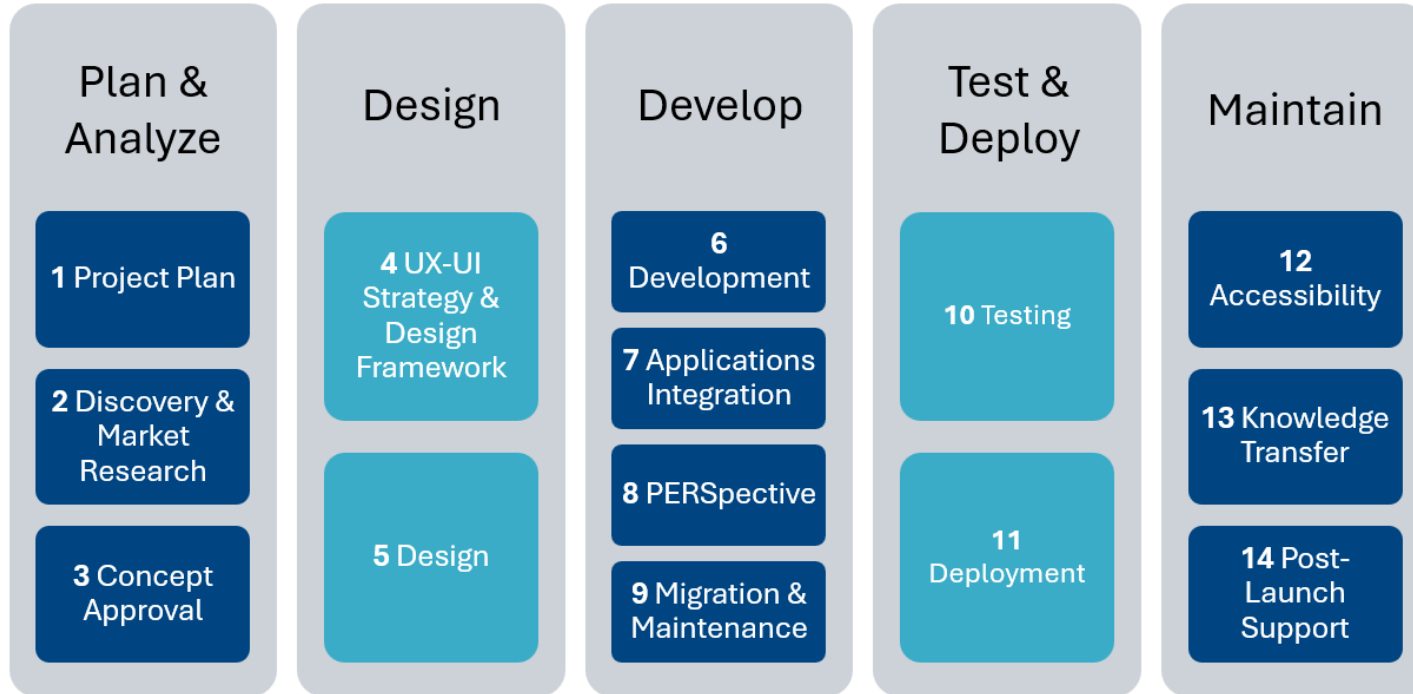 Plan &
Analyze
1 Project Plan
2 Discovery &
Market
Research
3 Concept
Approval
Design
4 UX-UI
Strategy &
Design
Framework
5 Design
Develop
6
Development
7 Applications
Integration
8 PERSpective
9 Migration &
Maintenance
Test &
Deploy
10 Testing
11
Deployment
Maintain
12
Accessibility
13 Knowledge
Transfer
14 Post-
Launch
Support